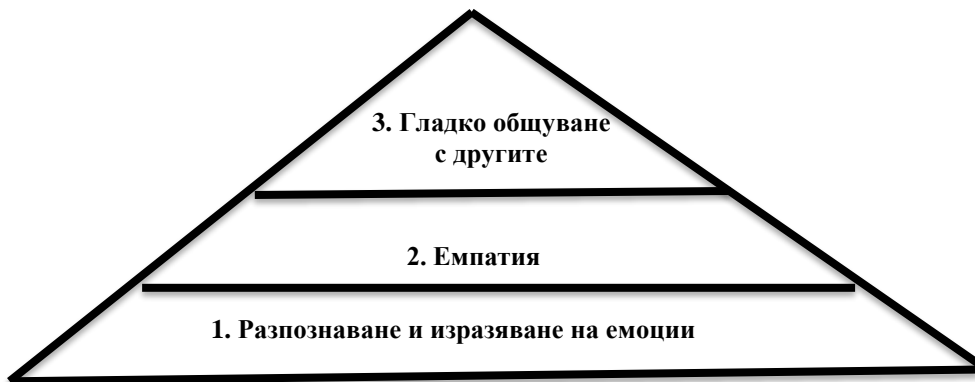 3. Гладко общуване
с другите
2. Емпатия
1. Разпознаване и изразяване на емоции